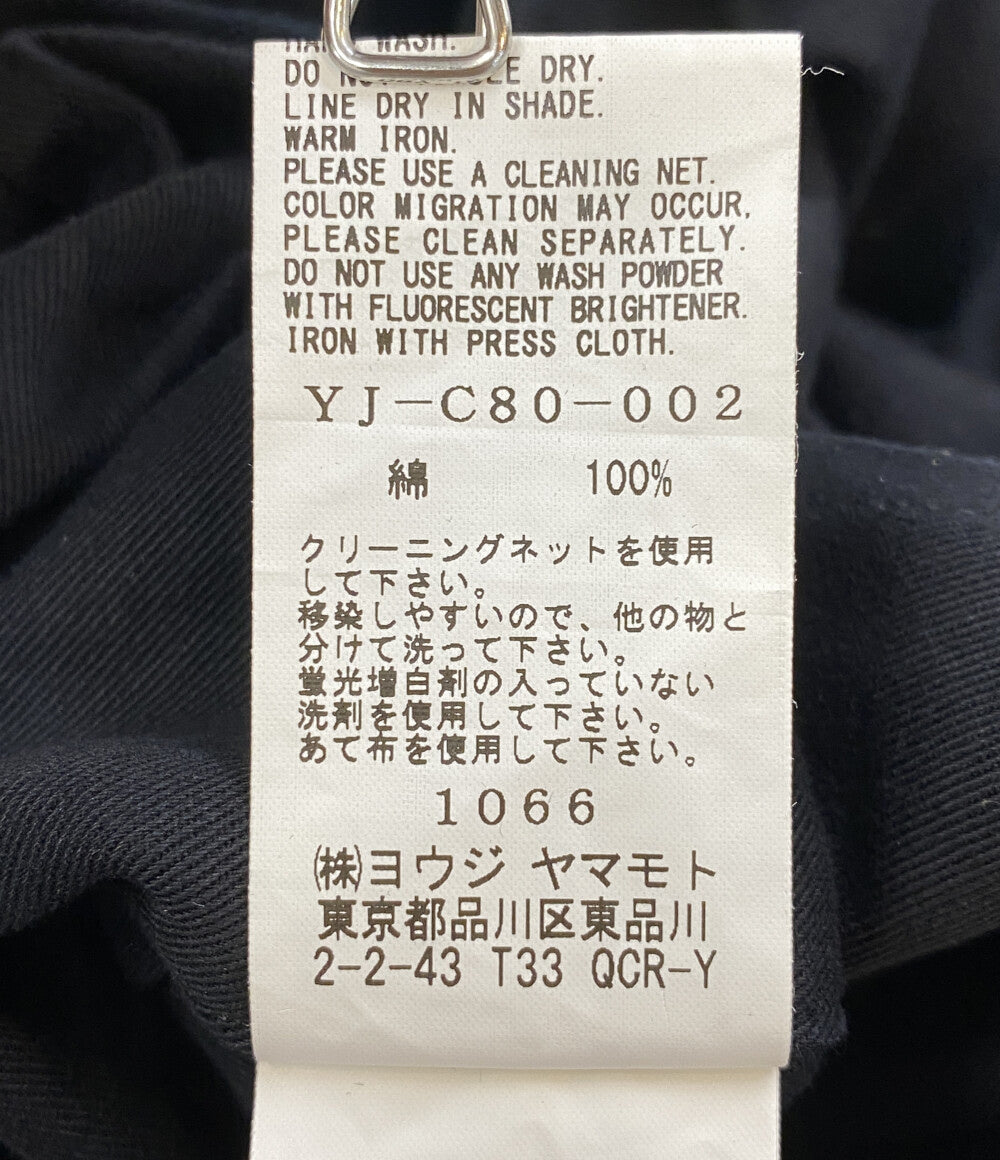 WASH.
DO DRY.
LINE DRY IN SHADE.
WARM IRON.
PLEASE USE A CLEANING NET.
COLOR MIGRATION MAY OCCUR,
PLEASE CLEAN SEPARATELY.
DO NOT USE ANY WASH POWDER
WITH FLUORESCENT BRIGHTENER.
IRON WITH PRESS CLOTH.
YJ-C80-002
綿 100%
クリーニングネットを使用
して下さい。
移染しやすいので、他の物と
分けて洗って下さい。
蛍光増白剤の入っていない
洗剤を使用して下さい。
あて布を使用して下さい。
1066
㈱ヨウジ ヤマモト
東京都品川区東品川
2-2-43 T33 QCR-Y